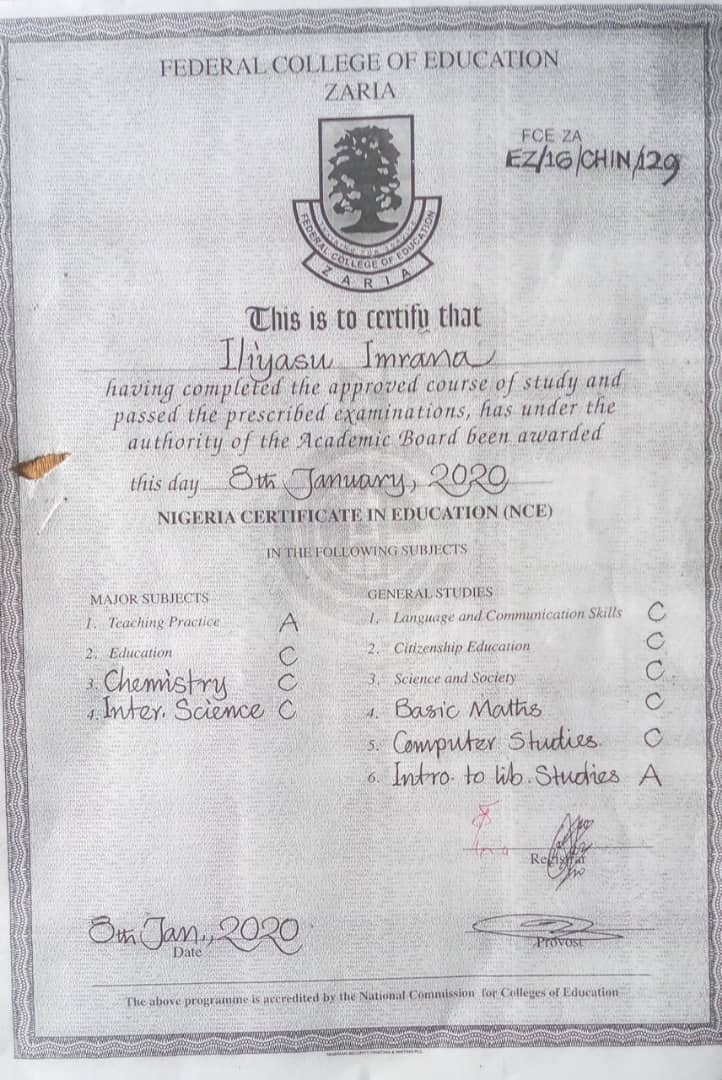 FEDERAL COLLEGE OF EDUCATION
ZARIA
FCE ZA
EZ/16/CHIN/129
FEDERAL COLLEGE OF EDUCATION
ZARIA
This is to certify that
Iliyasu Imrana
having completed the approved course of study and
passed the prescribed examinations, has under the
authority of the Academic Board been awarded
this day 8th January, 2020
NIGERIA CERTIFICATE IN EDUCATION (NCE)
IN THE FOLLOWING SUBJECTS
MAJOR SUBJECTS
1. Teaching Practice A
2. Education C
3. Chemistry C
4. Inter. Science C
GENERAL STUDIES
1. Language and Communication Skills C
2. Citizenship Education C
3. Science and Society C
4. Basic Maths C
5. Computer Studies C
6. Intro. to lib. Studies A
Registrar
8th Jan., 2020
Date
Provost
The above programme is accredited by the National Commission for Colleges of Education